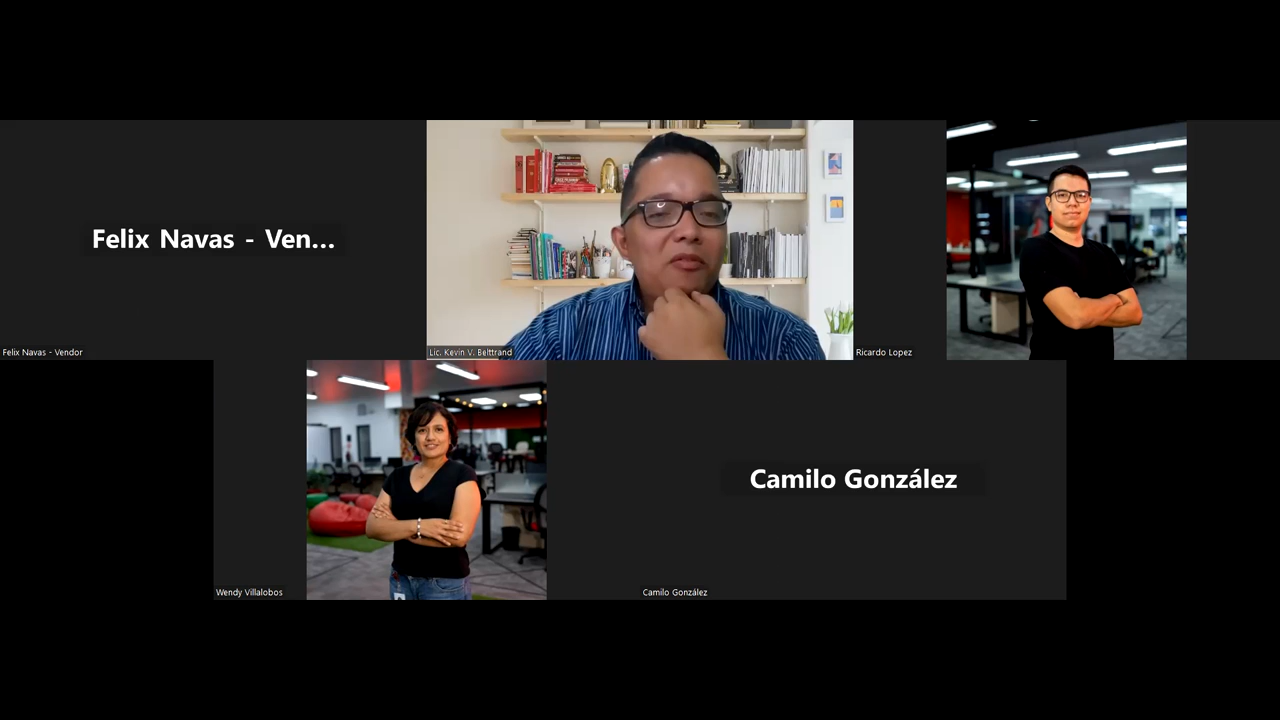 Felix Navas - Ven...
Felix Navas - Vendor
Lic. Kevin V. Belttrand
Ricardo Lopez
Camilo González
Wendy Villalobos
Camilo González